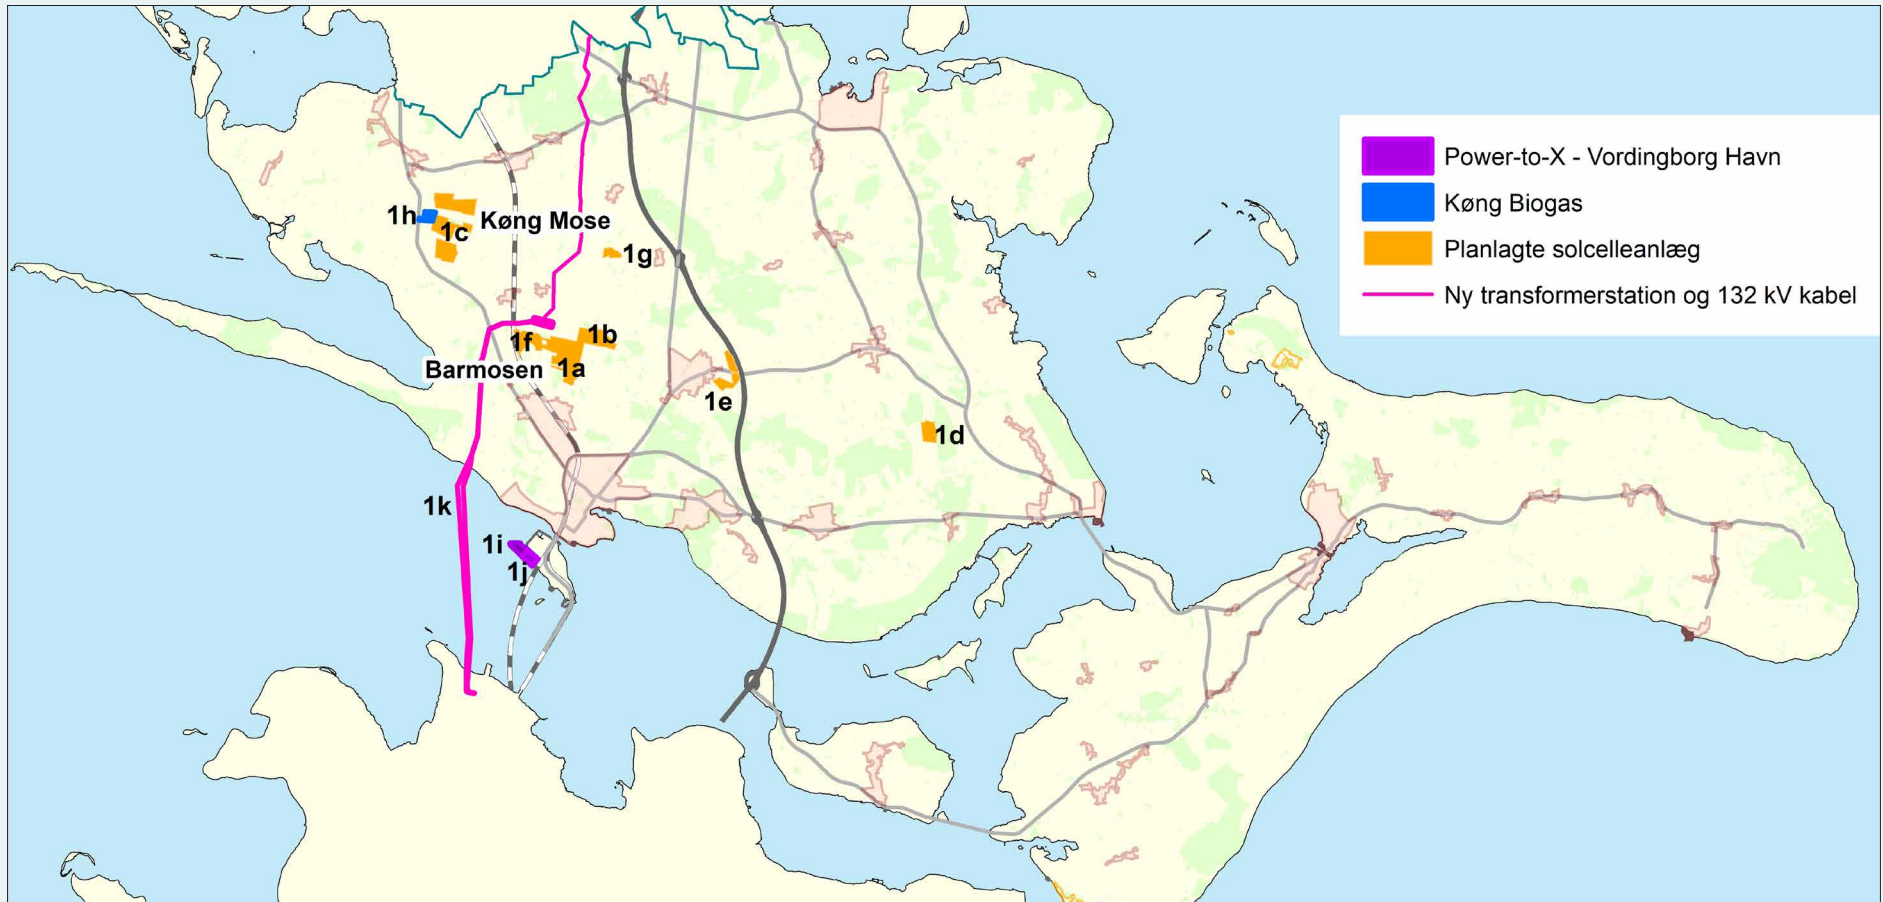 Power-to-X - Vordingborg Havn
Køng Biogas
Planlagte solcelleanlæg
Ny transformerstation og 132 kV kabel
1h
1c
Køng Mose
1g
1b
1f
1a
Barmosen
1e
1d
1k
1i
1j